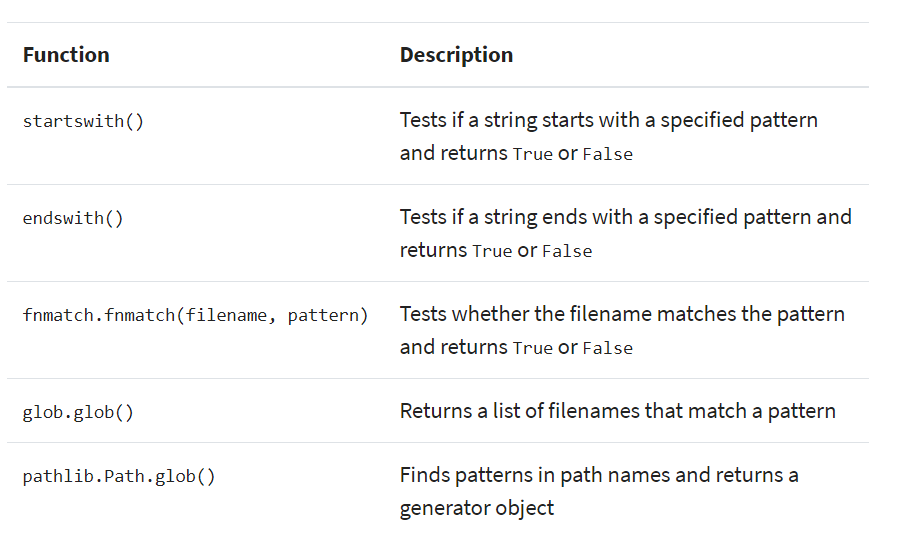 Function Description
startswith() Tests if a string starts with a specified pattern
and returns True or False
endswith() Tests if a string ends with a specified pattern and
returns True or False
fnmatch.fnmatch(filename, pattern) Tests whether the filename matches the pattern
and returns True or False
glob.glob() Returns a list of filenames that match a pattern
pathlib.Path.glob() Finds patterns in path names and returns a
generator object